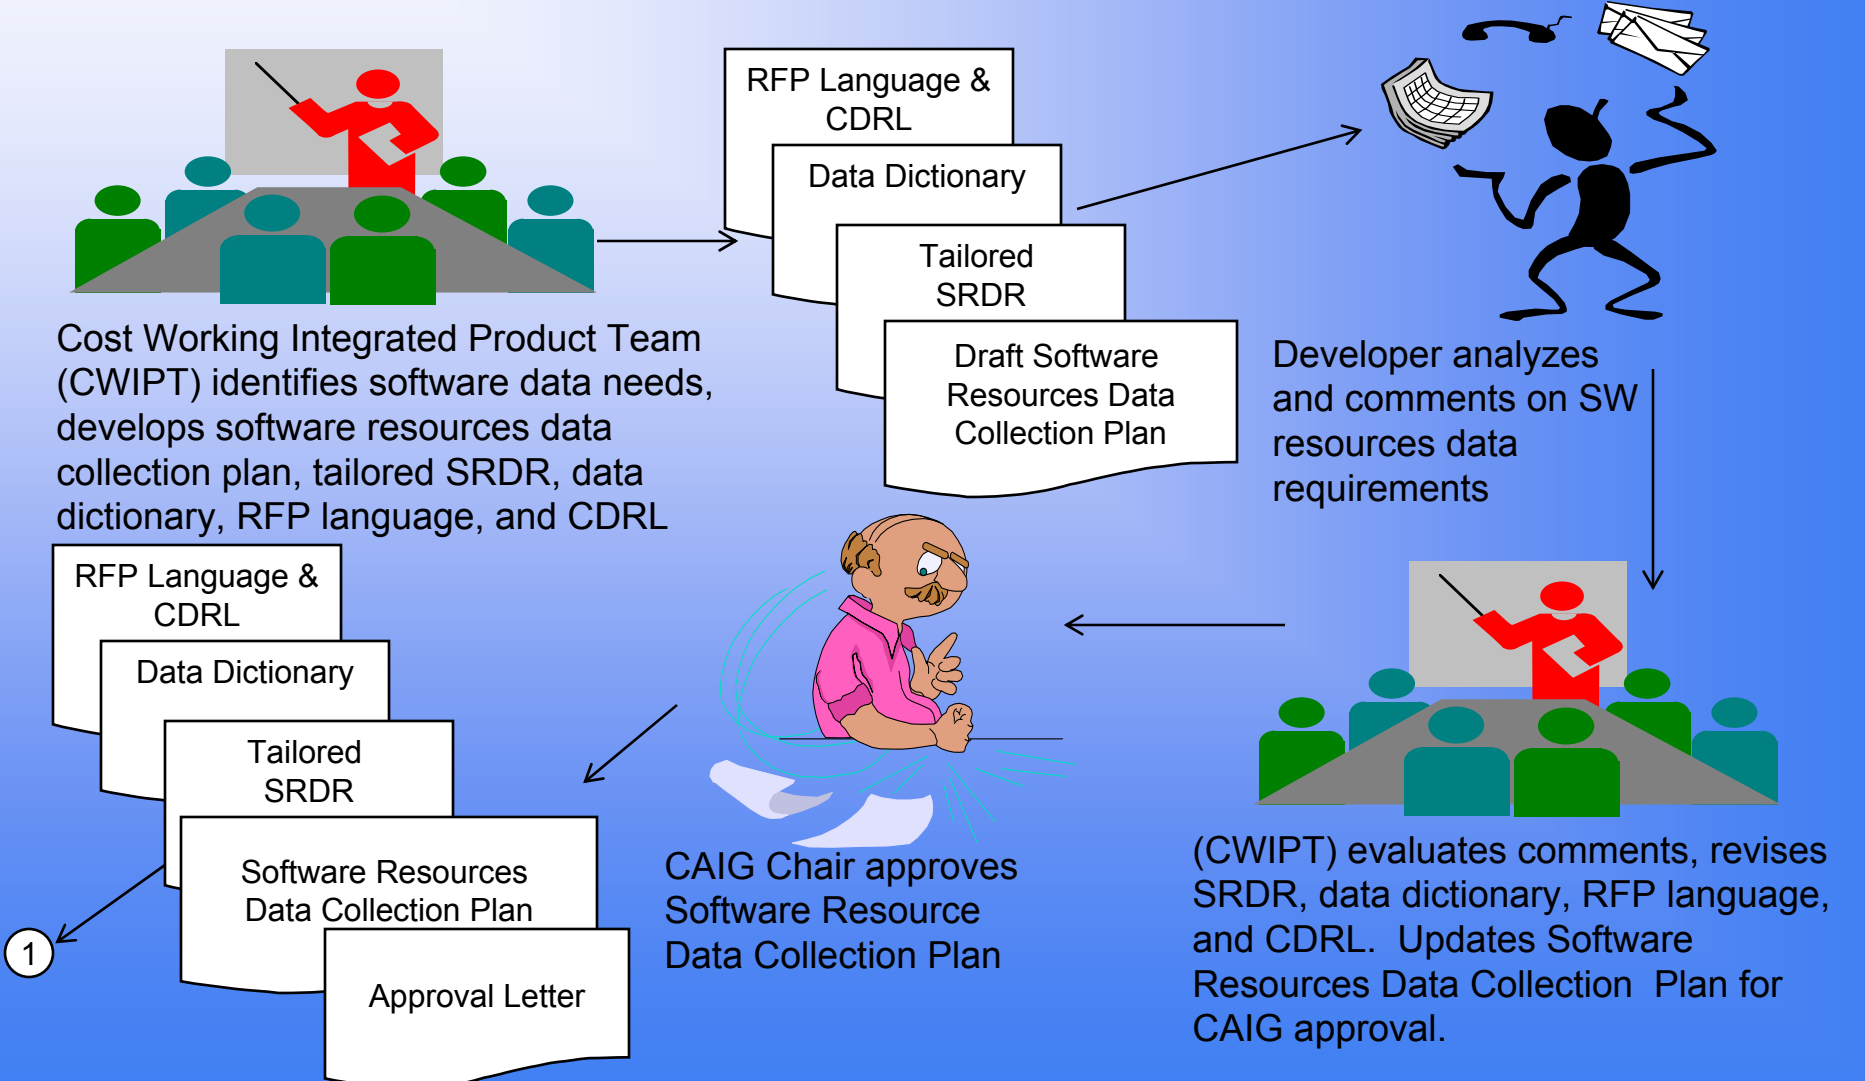 RFP Language &
CDRL
Data Dictionary
Tailored
SRDR
Draft Software
Resources Data
Collection Plan
Cost Working Integrated Product Team
(CWIPT) identifies software data needs,
develops software resources data
collection plan, tailored SRDR, data
dictionary, RFP language, and CDRL
Developer analyzes
and comments on SW
resources data
requirements
(CWIPT) evaluates comments, revises
SRDR, data dictionary, RFP language,
and CDRL.  Updates Software
Resources Data Collection  Plan for
CAIG approval.
CAIG Chair approves
Software Resource
Data Collection Plan
RFP Language &
CDRL
Data Dictionary
Tailored
SRDR
Software Resources
Data Collection Plan
Approval Letter
1